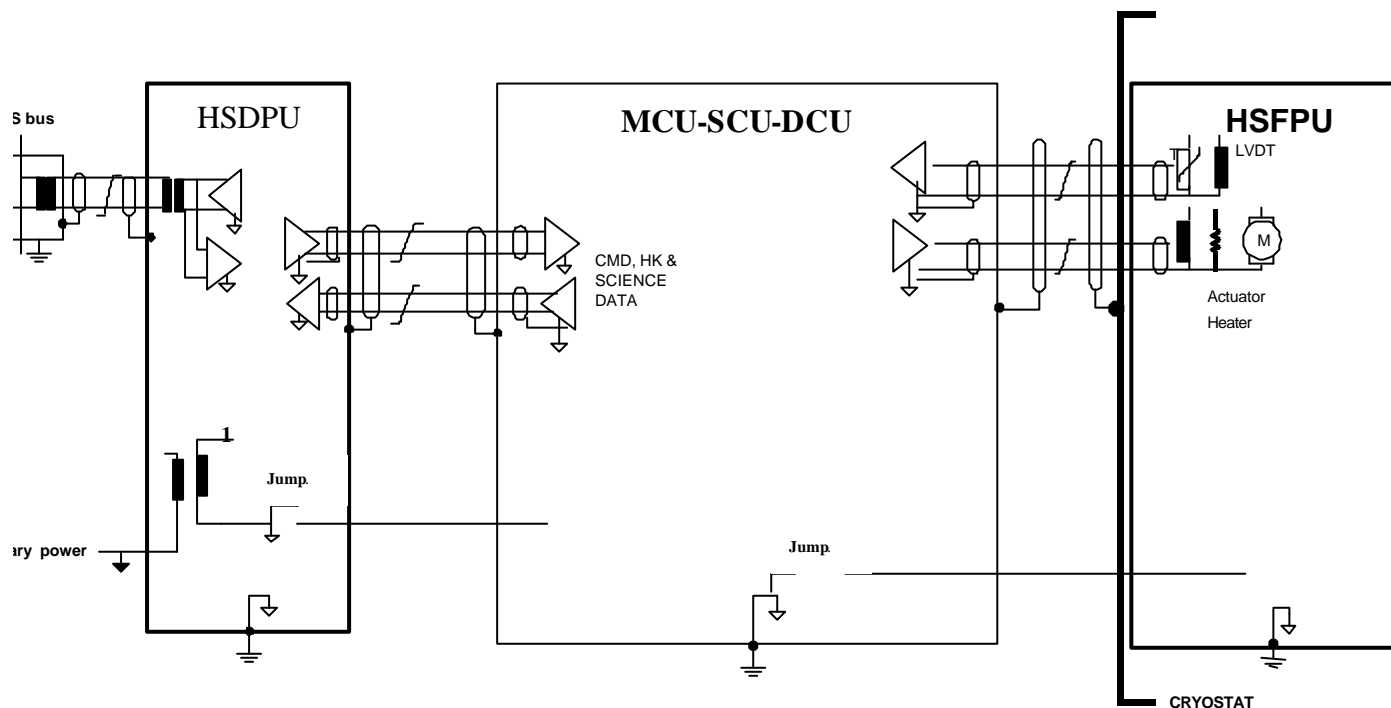 HSDPU
MCU-SCU-DCU
HSFPU
S bus
T
LVDT
M
CMD, HK &
SCIENCE
DATA
Actuator
Heater
1
Jump.
ary power
Jump.
CRYOSTAT